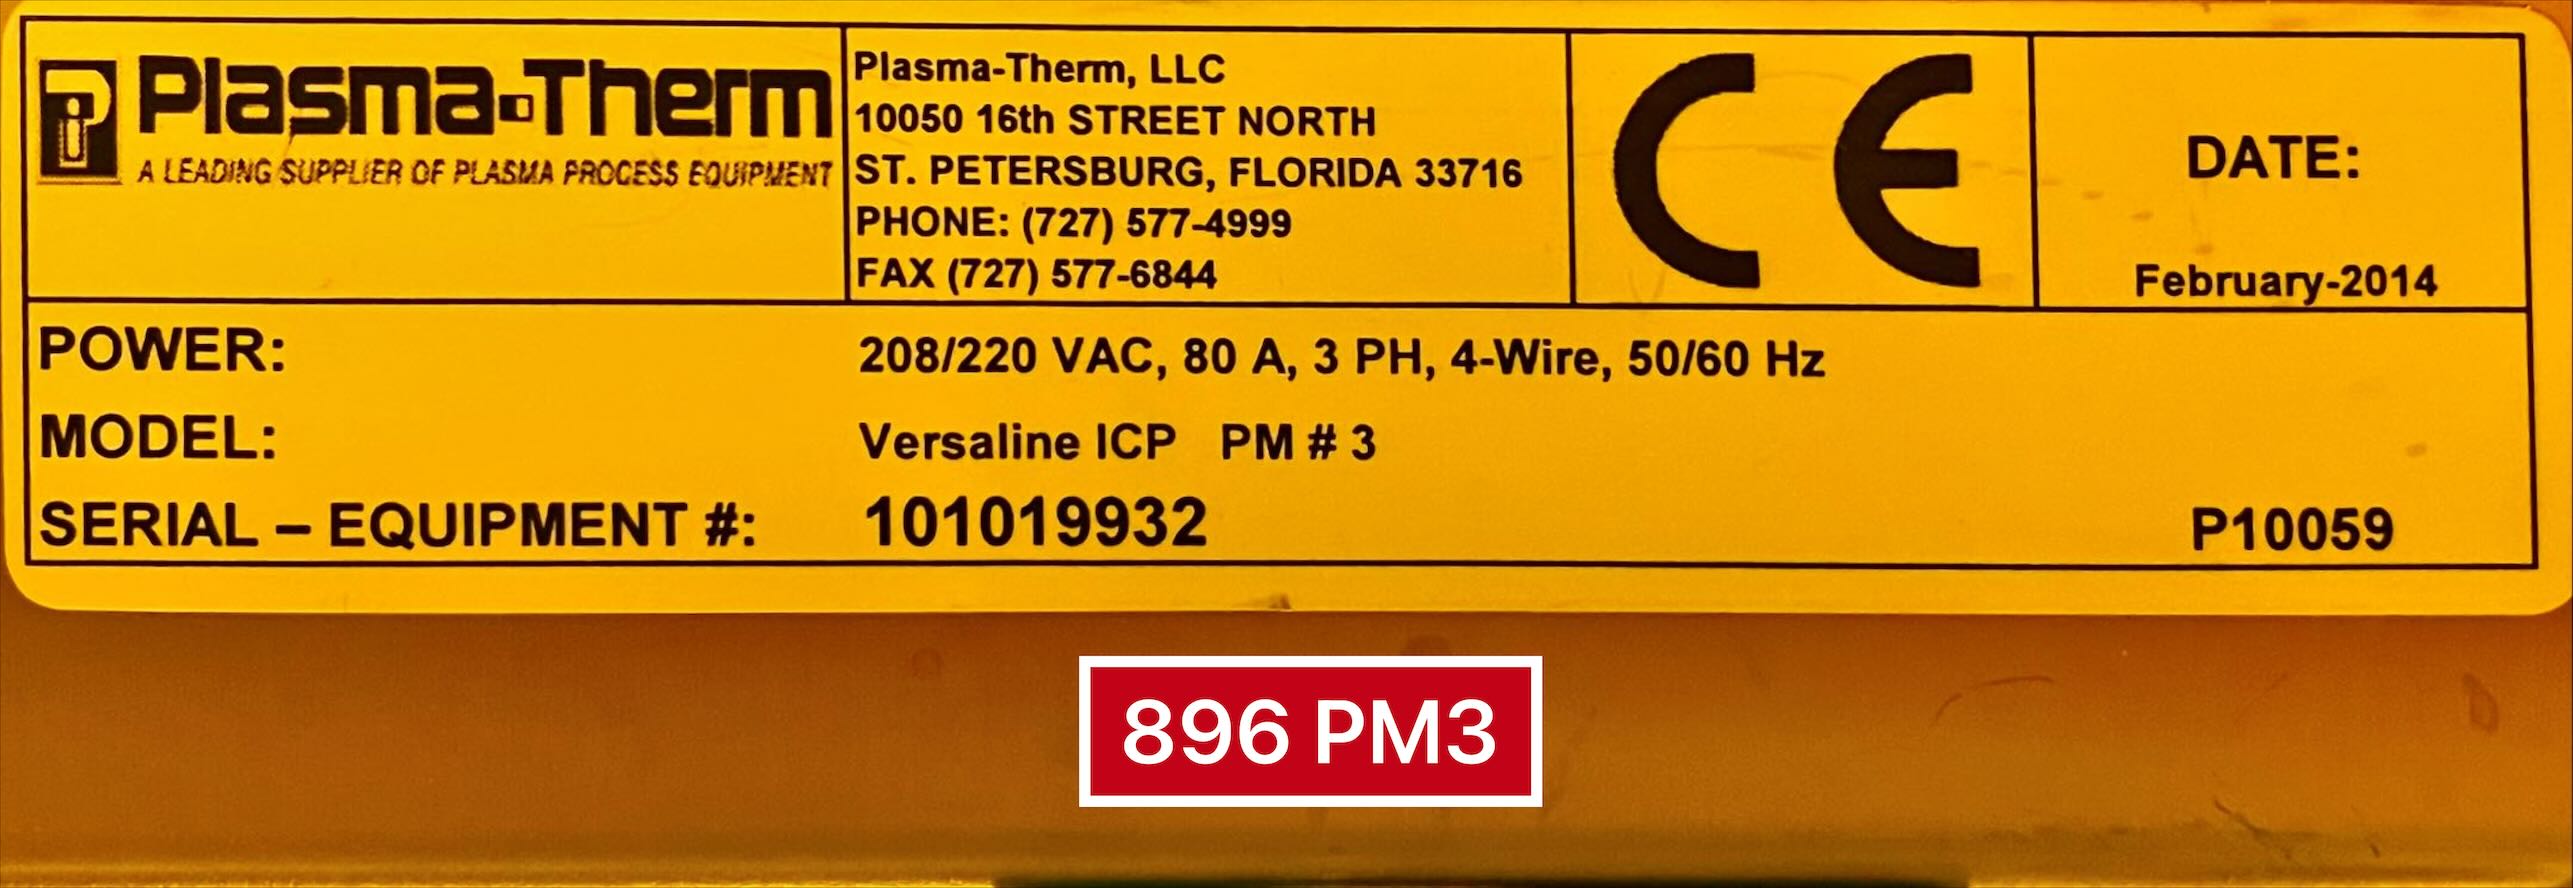 Plasma-Therm
A LEADING SUPPLIER OF PLASMA PROCESS EQUIPMENT
Plasma-Therm, LLC
10050 16th STREET NORTH
ST. PETERSBURG, FLORIDA 33716
PHONE: (727) 577-4999
FAX (727) 577-6844
CE
DATE:
February-2014
POWER: 208/220 VAC, 80 A, 3 PH, 4-Wire, 50/60 Hz
MODEL: Versaline ICP PM # 3
SERIAL – EQUIPMENT #: 101019932 P10059
896 PM3